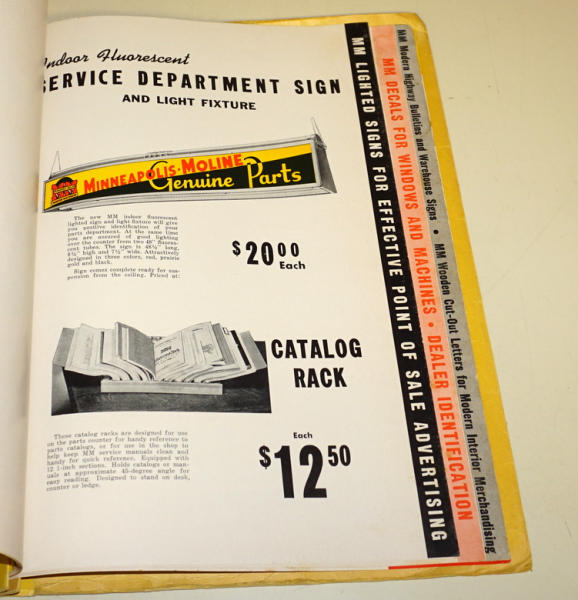 Indoor Fluorescent
SERVICE DEPARTMENT SIGN
AND LIGHT FIXTURE
MINNEAPOLIS-MOLINE
Genuine Parts
The new MM indoor fluorescent
lighted sign and light fixture will give
you positive identification of your
parts department. At the same time
you are assured of good lighting
over the counter from two 48" fluores-
cent tubes. The sign is 48¼" long,
8¾" high and 7½" wide. Attractively
designed in three colors, red, prairie
gold and black.
Sign comes complete ready for sus-
pension from the ceiling. Priced at:
$20 00
Each
CATALOG
RACK
These catalog racks are designed for use
on the parts counter for handy reference to
parts catalogs, or for use in the shop to
help keep MM service manuals clean and
handy for quick reference. Equipped with
12 1-inch sections. Holds catalogs or man-
uals at approximate 45-degree angle for
easy reading. Designed to stand on desk,
counter or ledge.
Each
$12 50
MM LIGHTED SIGNS FOR EFFECTIVE POINT OF SALE ADVERTISING
MM DECALS FOR WINDOWS AND MACHINES • DEALER IDENTIFICATION
MM Modern Highway Bulletins and Warehouse Signs • MM Wooden Cut-Out Letters for Modern Interior Merchandising